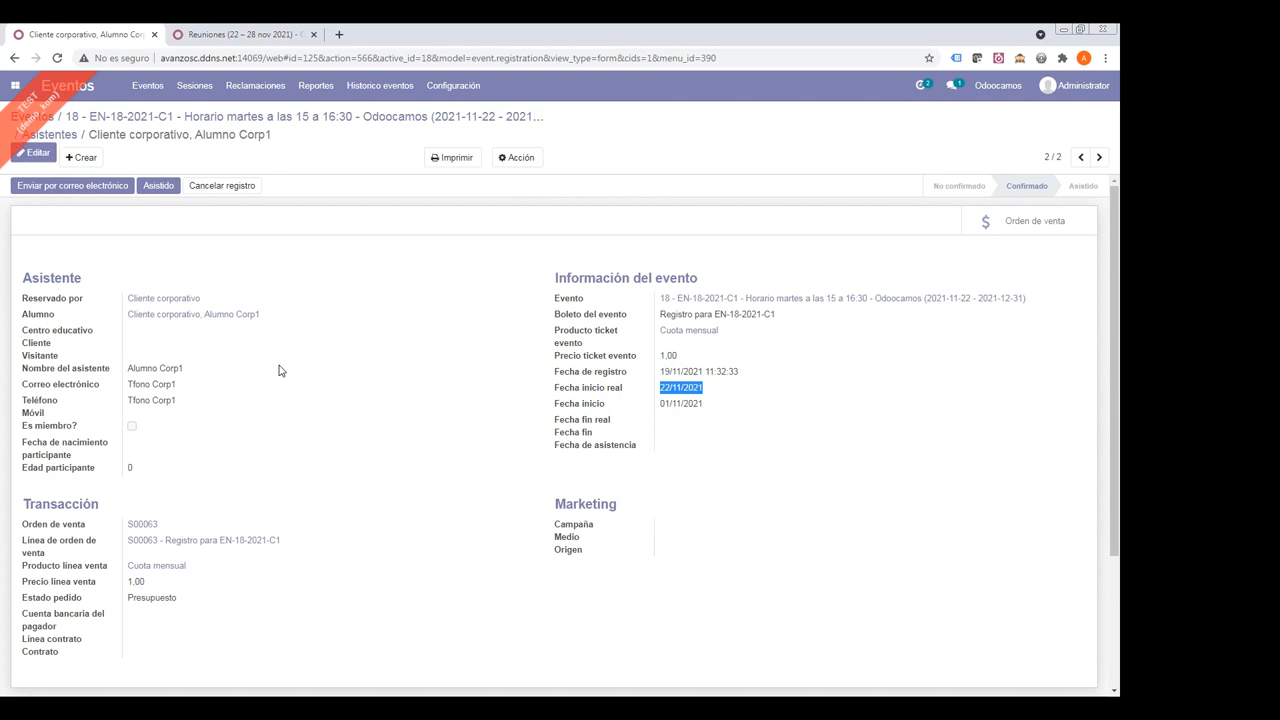 Cliente corporativo, Alumno Cor
Reuniones (22 – 28 nov 2021) - C
No es seguro
avanzosc.ddns.net:14069/web#id=125&action=566&active_id=18&model=event.registration&view_type=form&cids=1&menu_id=390
A
TEST
(demo_kom)
Eventos
Eventos
Sesiones
Reclamaciones
Reportes
Historico eventos
Configuración
2
1
Odoocamos
Administrator
Eventos / 18 - EN-18-2021-C1 - Horario martes a las 15 a 16:30 - Odoocamos (2021-11-22 - 2021...
/ Asistentes / Cliente corporativo, Alumno Corp1
Editar
Crear
Imprimir
Acción
2 / 2
Enviar por correo electrónico
Asistido
Cancelar registro
No confirmado
Confirmado
Asistido
$ Orden de venta
Asistente
Reservado por Cliente corporativo
Alumno Cliente corporativo, Alumno Corp1
Centro educativo
Cliente
Visitante
Nombre del asistente Alumno Corp1
Correo electrónico Tfono Corp1
Teléfono Tfono Corp1
Móvil
Es miembro?
Fecha de nacimiento
participante
Edad participante 0
Información del evento
Evento 18 - EN-18-2021-C1 - Horario martes a las 15 a 16:30 - Odoocamos (2021-11-22 - 2021-12-31)
Boleto del evento Registro para EN-18-2021-C1
Producto ticket Cuota mensual
evento
Precio ticket evento 1,00
Fecha de registro 19/11/2021 11:32:33
Fecha inicio real 22/11/2021
Fecha inicio 01/11/2021
Fecha fin real
Fecha fin
Fecha de asistencia
Transacción
Orden de venta S00063
Línea de orden de S00063 - Registro para EN-18-2021-C1
venta
Producto línea venta Cuota mensual
Precio línea venta 1,00
Estado pedido Presupuesto
Cuenta bancaria del
pagador
Línea contrato
Contrato
Marketing
Campaña
Medio
Origen